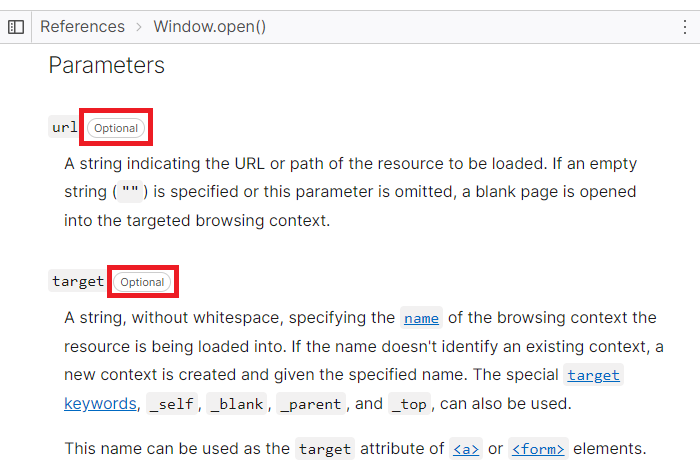 References > Window.open()
Parameters
url Optional
A string indicating the URL or path of the resource to be loaded. If an empty
string ("") is specified or this parameter is omitted, a blank page is opened
into the targeted browsing context.
target Optional
A string, without whitespace, specifying the name of the browsing context the
resource is being loaded into. If the name doesn't identify an existing context, a
new context is created and given the specified name. The special target
keywords, _self, _blank, _parent, and _top, can also be used.
This name can be used as the target attribute of <a> or <form> elements.